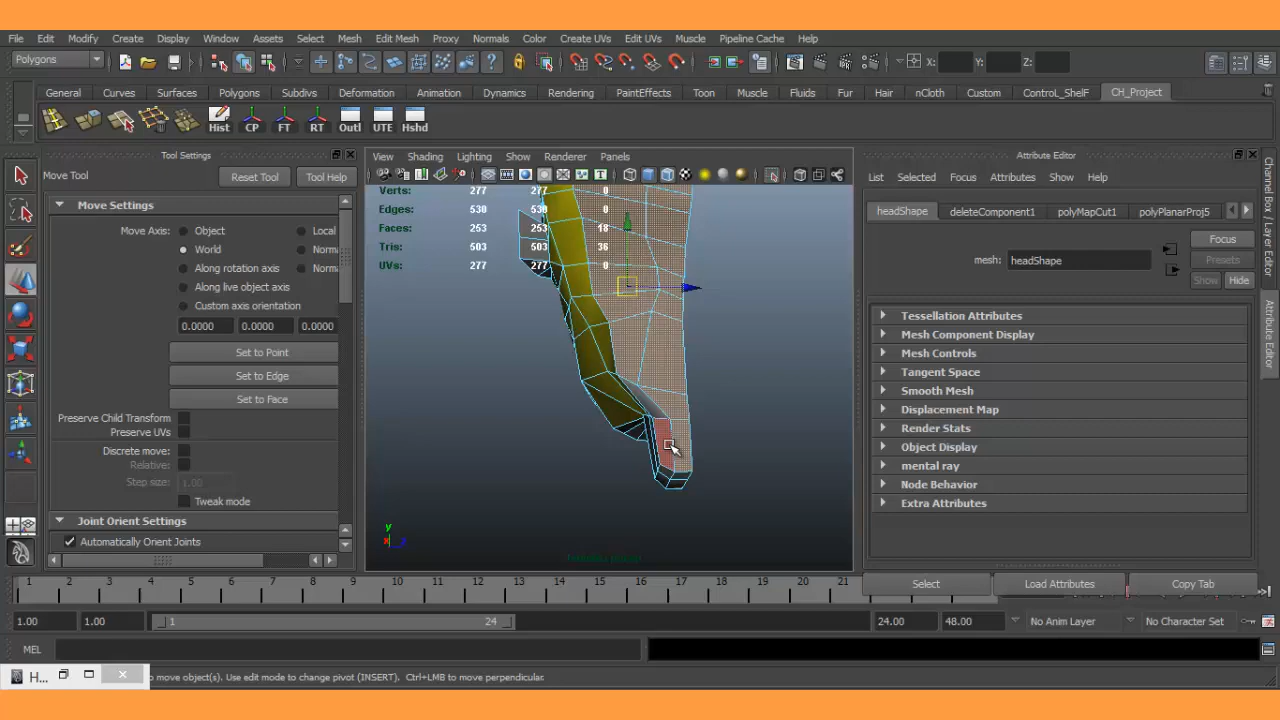 File Edit Modify Create Display Window Assets Select Mesh Edit Mesh Proxy Normals Color Create UVs Edit UVs Muscle Pipeline Cache Help
Polygons X: Y: Z:
General Curves Surfaces Polygons Subdivs Deformation Animation Dynamics Rendering PaintEffects Toon Muscle Fluids Fur Hair nCloth Custom ControL_ShelF CH_Project
Hist CP FT RT Outl UTE Hshd
Tool Settings
Move Tool Reset Tool Tool Help
Move Settings
Move Axis: Object Local
World Norm
Along rotation axis Norm
Along live object axis
Custom axis orientation
0.0000 0.0000 0.0000
Set to Point
Set to Edge
Set to Face
Preserve Child Transform
Preserve UVs
Discrete move:
Relative:
Step size: 1.00
Tweak mode
Joint Orient Settings
Automatically Orient Joints
View Shading Lighting Show Renderer Panels
Verts: 277 277 0
Edges: 530 530 0
Faces: 253 253 18
Tris: 503 503 36
UVs: 277 277 0
y
x
Attribute Editor
List Selected Focus Attributes Show Help
headShape deleteComponent1 polyMapCut1 polyPlanarProj5
mesh: headShape
Focus
Presets
Show Hide
Tessellation Attributes
Mesh Component Display
Mesh Controls
Tangent Space
Smooth Mesh
Displacement Map
Render Stats
Object Display
mental ray
Node Behavior
Extra Attributes
Select Load Attributes Copy Tab
Channel Box / Layer Editor
Attribute Editor
1 2 3 4 5 6 7 8 9 10 11 12 13 14 15 16 17 18 19 20 21
1.00 1.00 1 24 24.00 48.00 No Anim Layer No Character Set
MEL
H...
to move object(s). Use edit mode to change pivot (INSERT). Ctrl+LMB to move perpendicular.